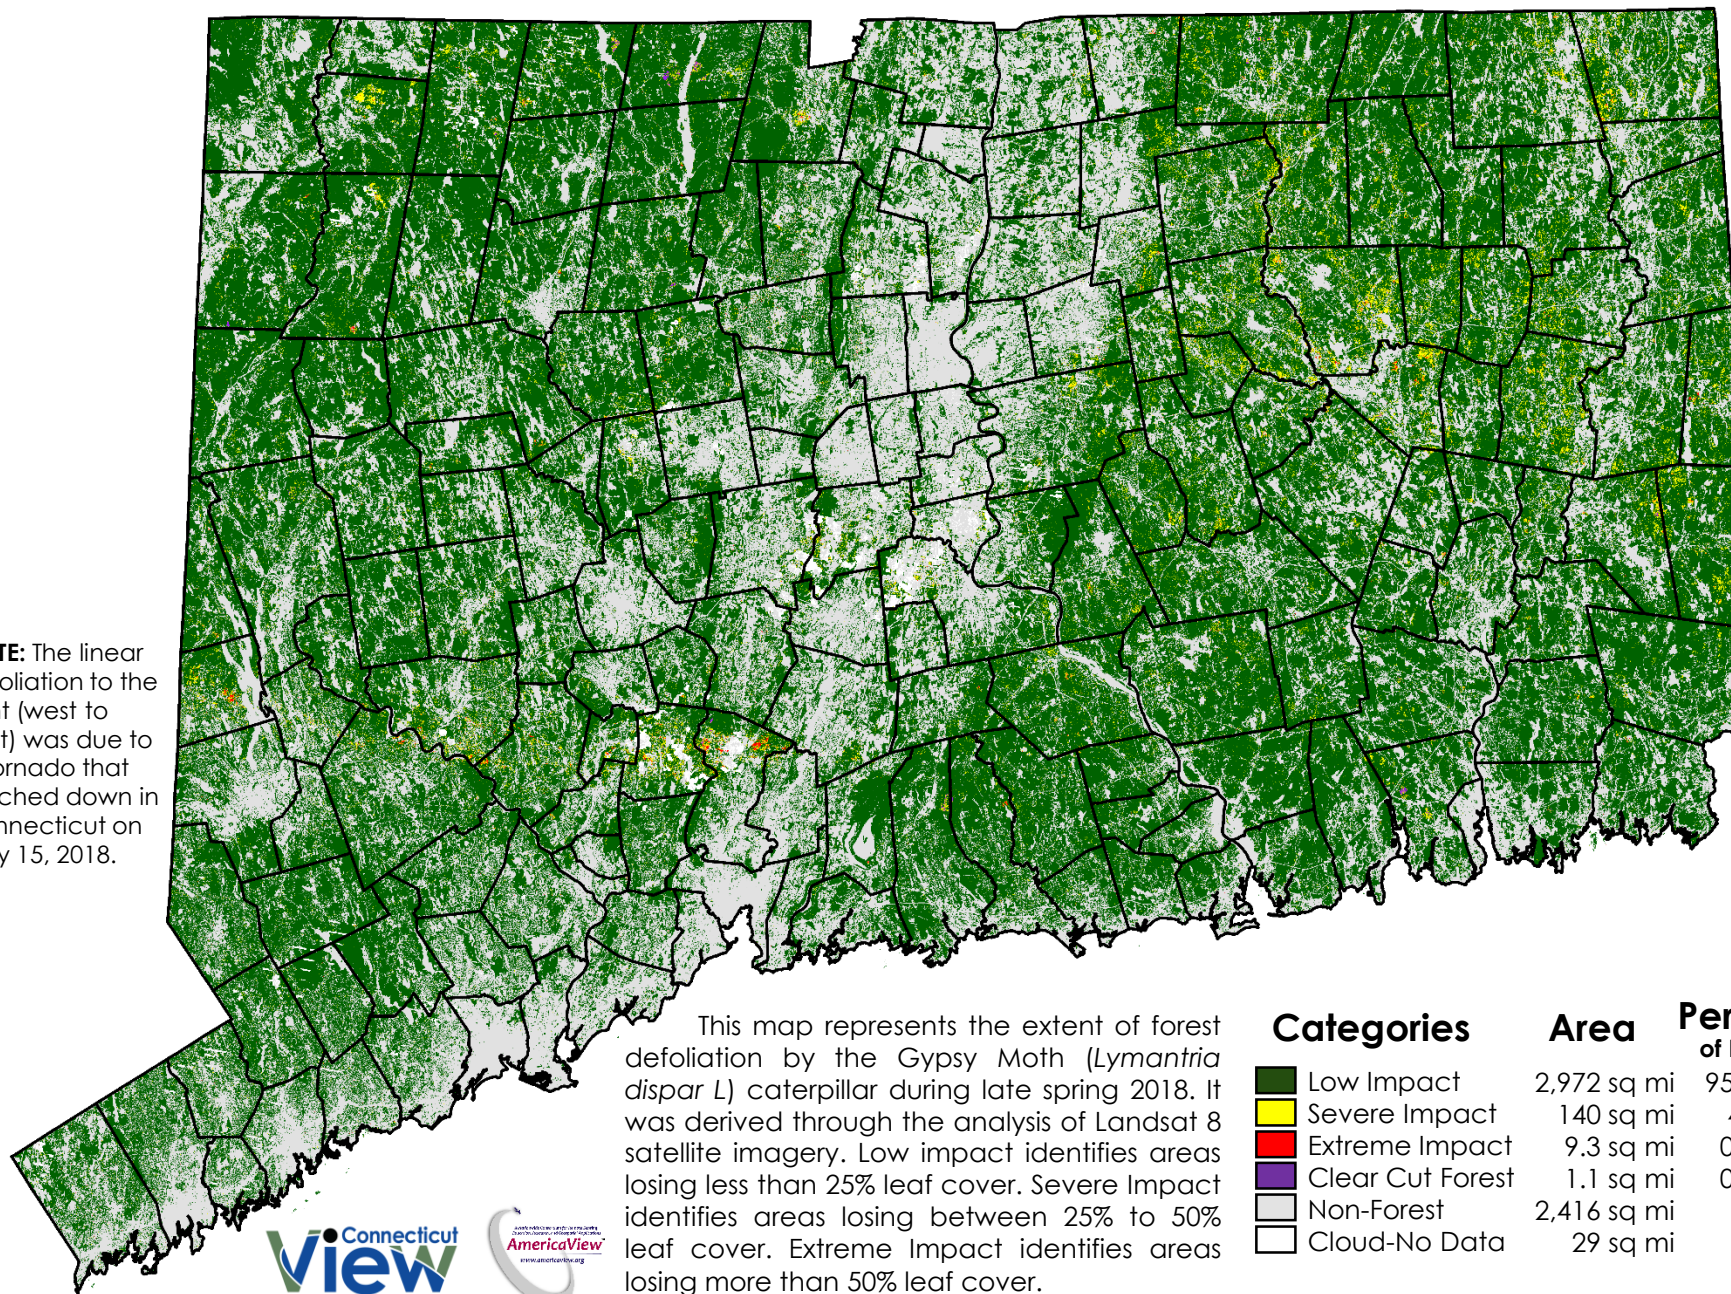 TE: The linear
oliation to the
t (west to
t) was due to
ornado that
ched down in
nnecticut on
y 15, 2018.
This map represents the extent of forest
defoliation by the Gypsy Moth (Lymantria
dispar L) caterpillar during late spring 2018. It
was derived through the analysis of Landsat 8
satellite imagery. Low impact identifies areas
losing less than 25% leaf cover. Severe Impact
identifies areas losing between 25% to 50%
leaf cover. Extreme Impact identifies areas
losing more than 50% leaf cover.
Categories Area Per
of
Low Impact 2,972 sq mi 95
Severe Impact 140 sq mi
Extreme Impact 9.3 sq mi 0
Clear Cut Forest 1.1 sq mi 0
Non-Forest 2,416 sq mi
Cloud-No Data 29 sq mi
Connecticut
View
AmericaView
www.americaview.org